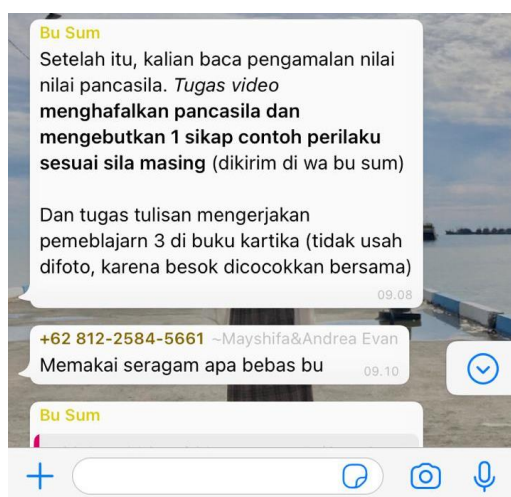 Bu Sum
Setelah itu, kalian baca pengamalan nilai
nilai pancasila. Tugas video
menghafalkan pancasila dan
mengebutkan 1 sikap contoh perilaku
sesuai sila masing (dikirim di wa bu sum)
Dan tugas tulisan mengerjakan
pemeblajarn 3 di buku kartika (tidak usah
difoto, karena besok dicocokkan bersama)
09.08
+62 812-2584-5661 ~Mayshifa&Andrea Evan
Memakai seragam apa bebas bu
09.10
Bu Sum